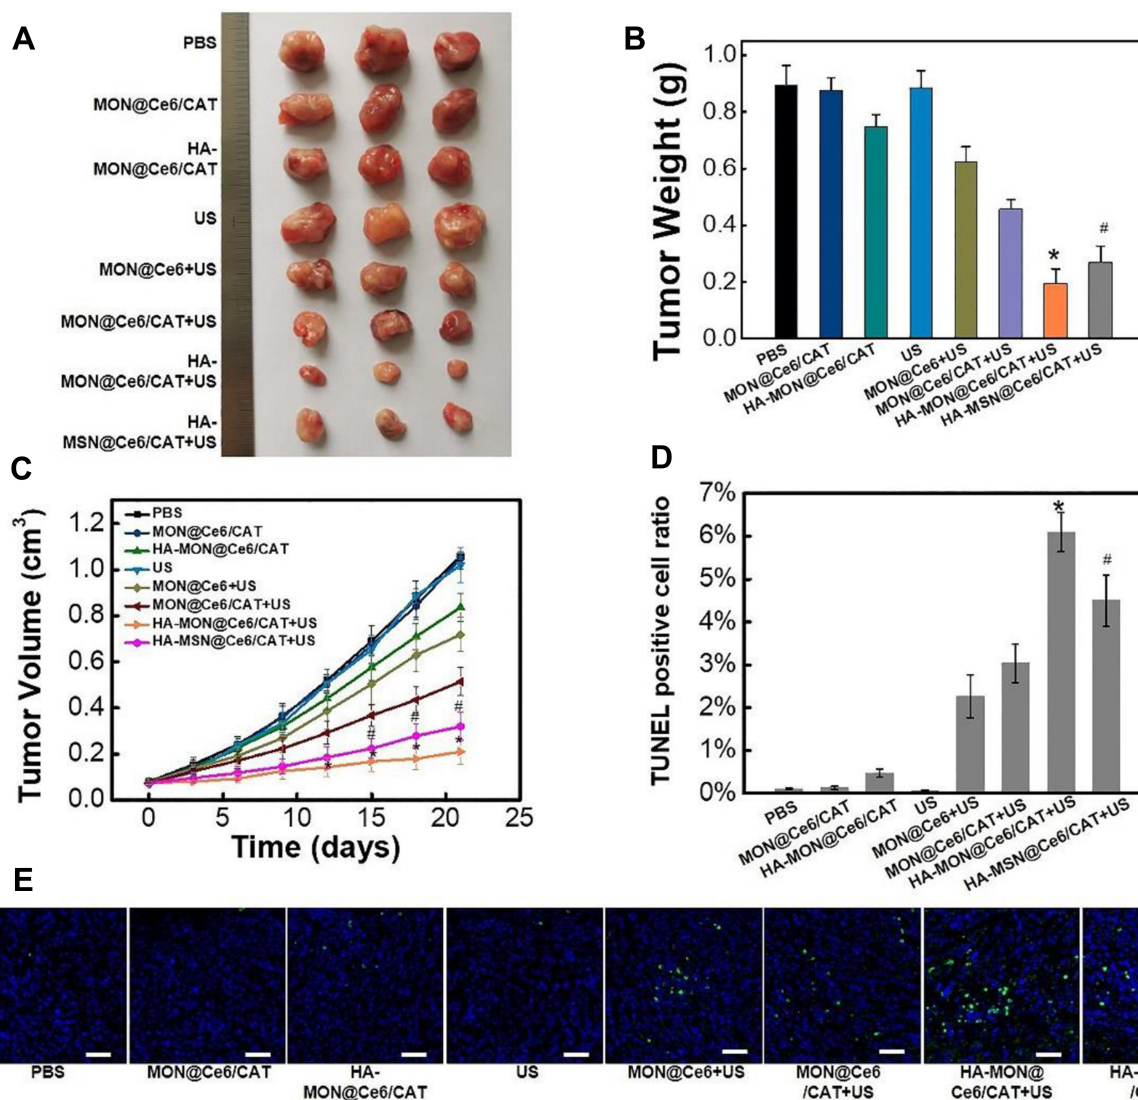 A
PBS
MON@Ce6/CAT
HA-
MON@Ce6/CAT
US
MON@Ce6+US
MON@Ce6/CAT+US
HA-
MON@Ce6/CAT+US
HA-
MSN@Ce6/CAT+US
B
Tumor Weight (g)
1.0
0.8
0.6
0.4
0.2
0.0
*
#
PBS
MON@Ce6/CAT
HA-MON@Ce6/CAT
US
MON@Ce6+US
MON@Ce6/CAT+US
HA-MON@Ce6/CAT+US
HA-MSN@Ce6/CAT+US
C
Tumor Volume (cm³)
1.2
1.0
0.8
0.6
0.4
0.2
0.0
PBS
MON@Ce6/CAT
HA-MON@Ce6/CAT
US
MON@Ce6+US
MON@Ce6/CAT+US
HA-MON@Ce6/CAT+US
HA-MSN@Ce6/CAT+US
# # #
* * * *
0 5 10 15 20 25
Time (days)
D
TUNEL positive cell ratio
7%
6%
5%
4%
3%
2%
1%
0%
*
#
PBS
MON@Ce6/CAT
HA-MON@Ce6/CAT
US
MON@Ce6+US
MON@Ce6/CAT+US
HA-MON@Ce6/CAT+US
HA-MSN@Ce6/CAT+US
E
PBS
MON@Ce6/CAT
HA-
MON@Ce6/CAT
US
MON@Ce6+US
MON@Ce6
/CAT+US
HA-MON@
Ce6/CAT+US
HA-